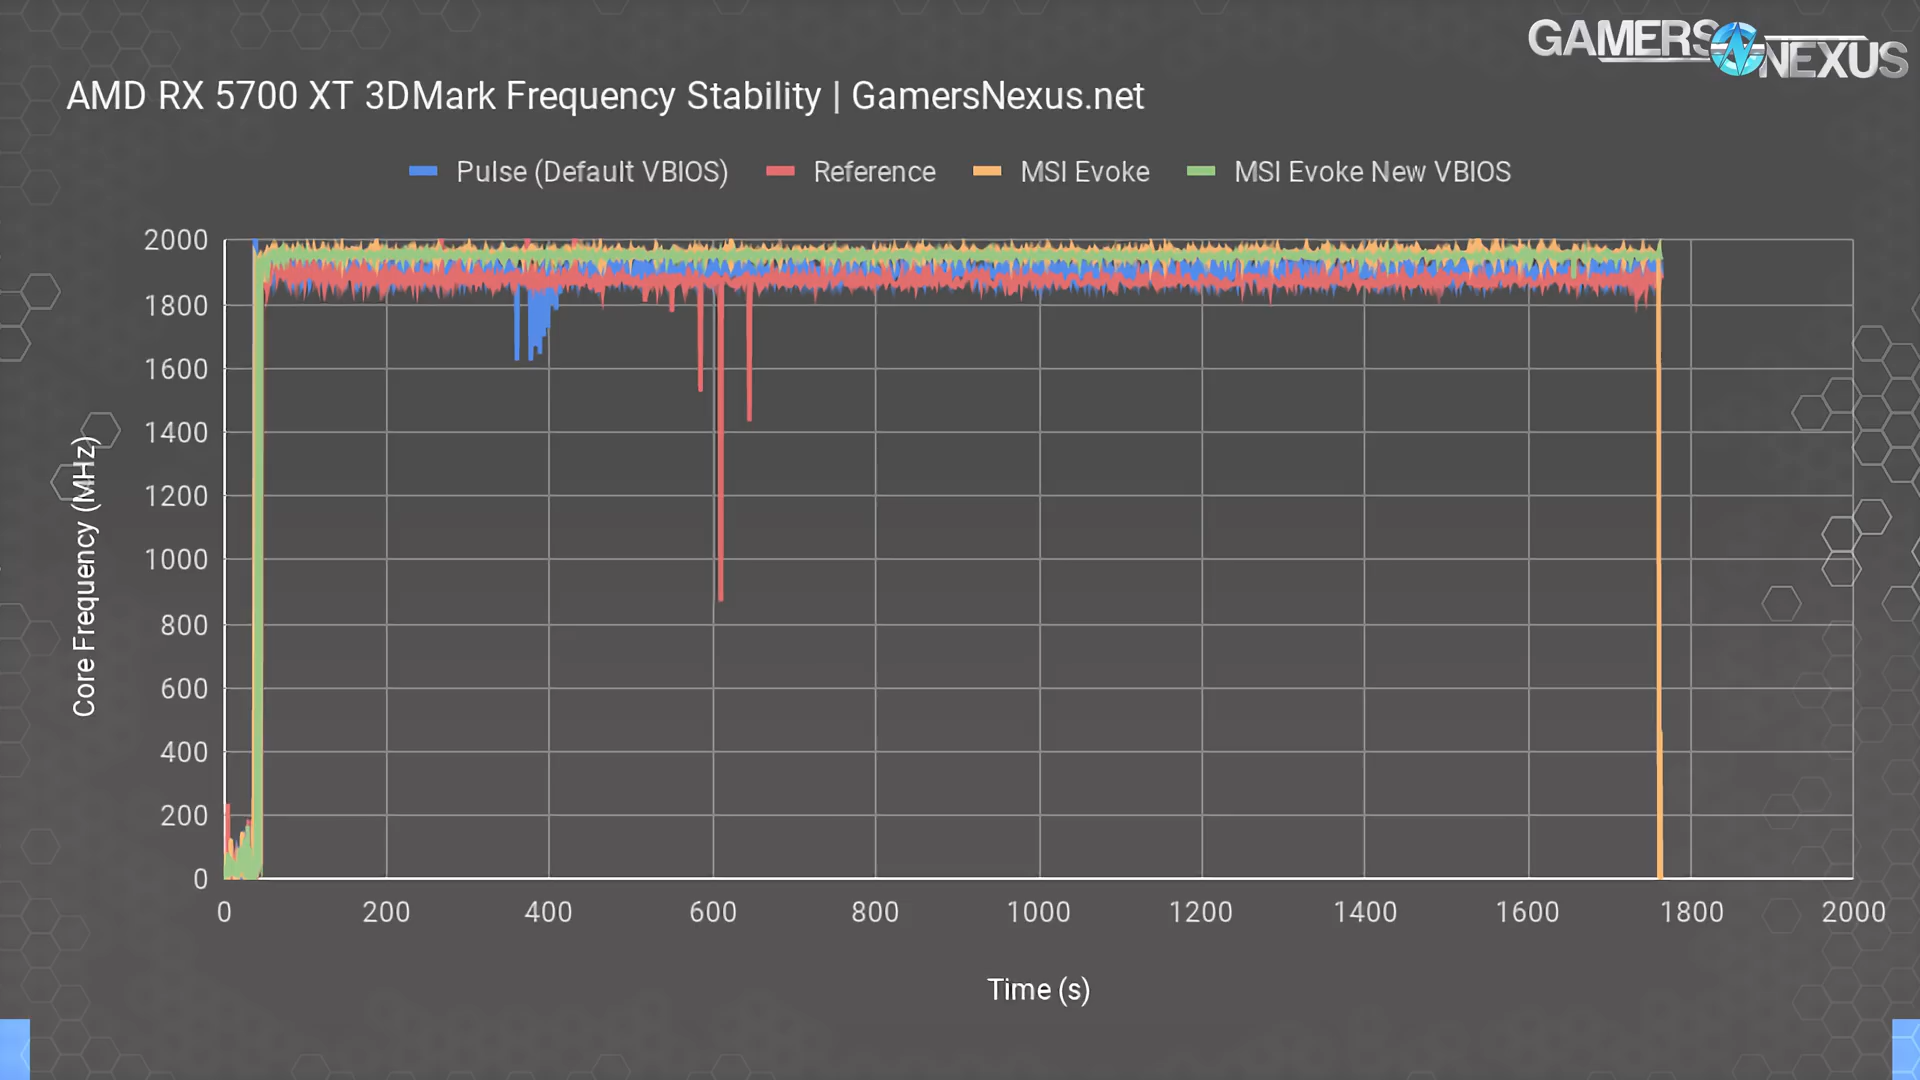 GAMERS NEXUS
AMD RX 5700 XT 3DMark Frequency Stability | GamersNexus.net
Pulse (Default VBIOS) Reference MSI Evoke MSI Evoke New VBIOS
2000
1800
1600
1400
1200
1000
800
600
400
200
0
Core Frequency (MHz)
0 200 400 600 800 1000 1200 1400 1600 1800 2000
Time (s)